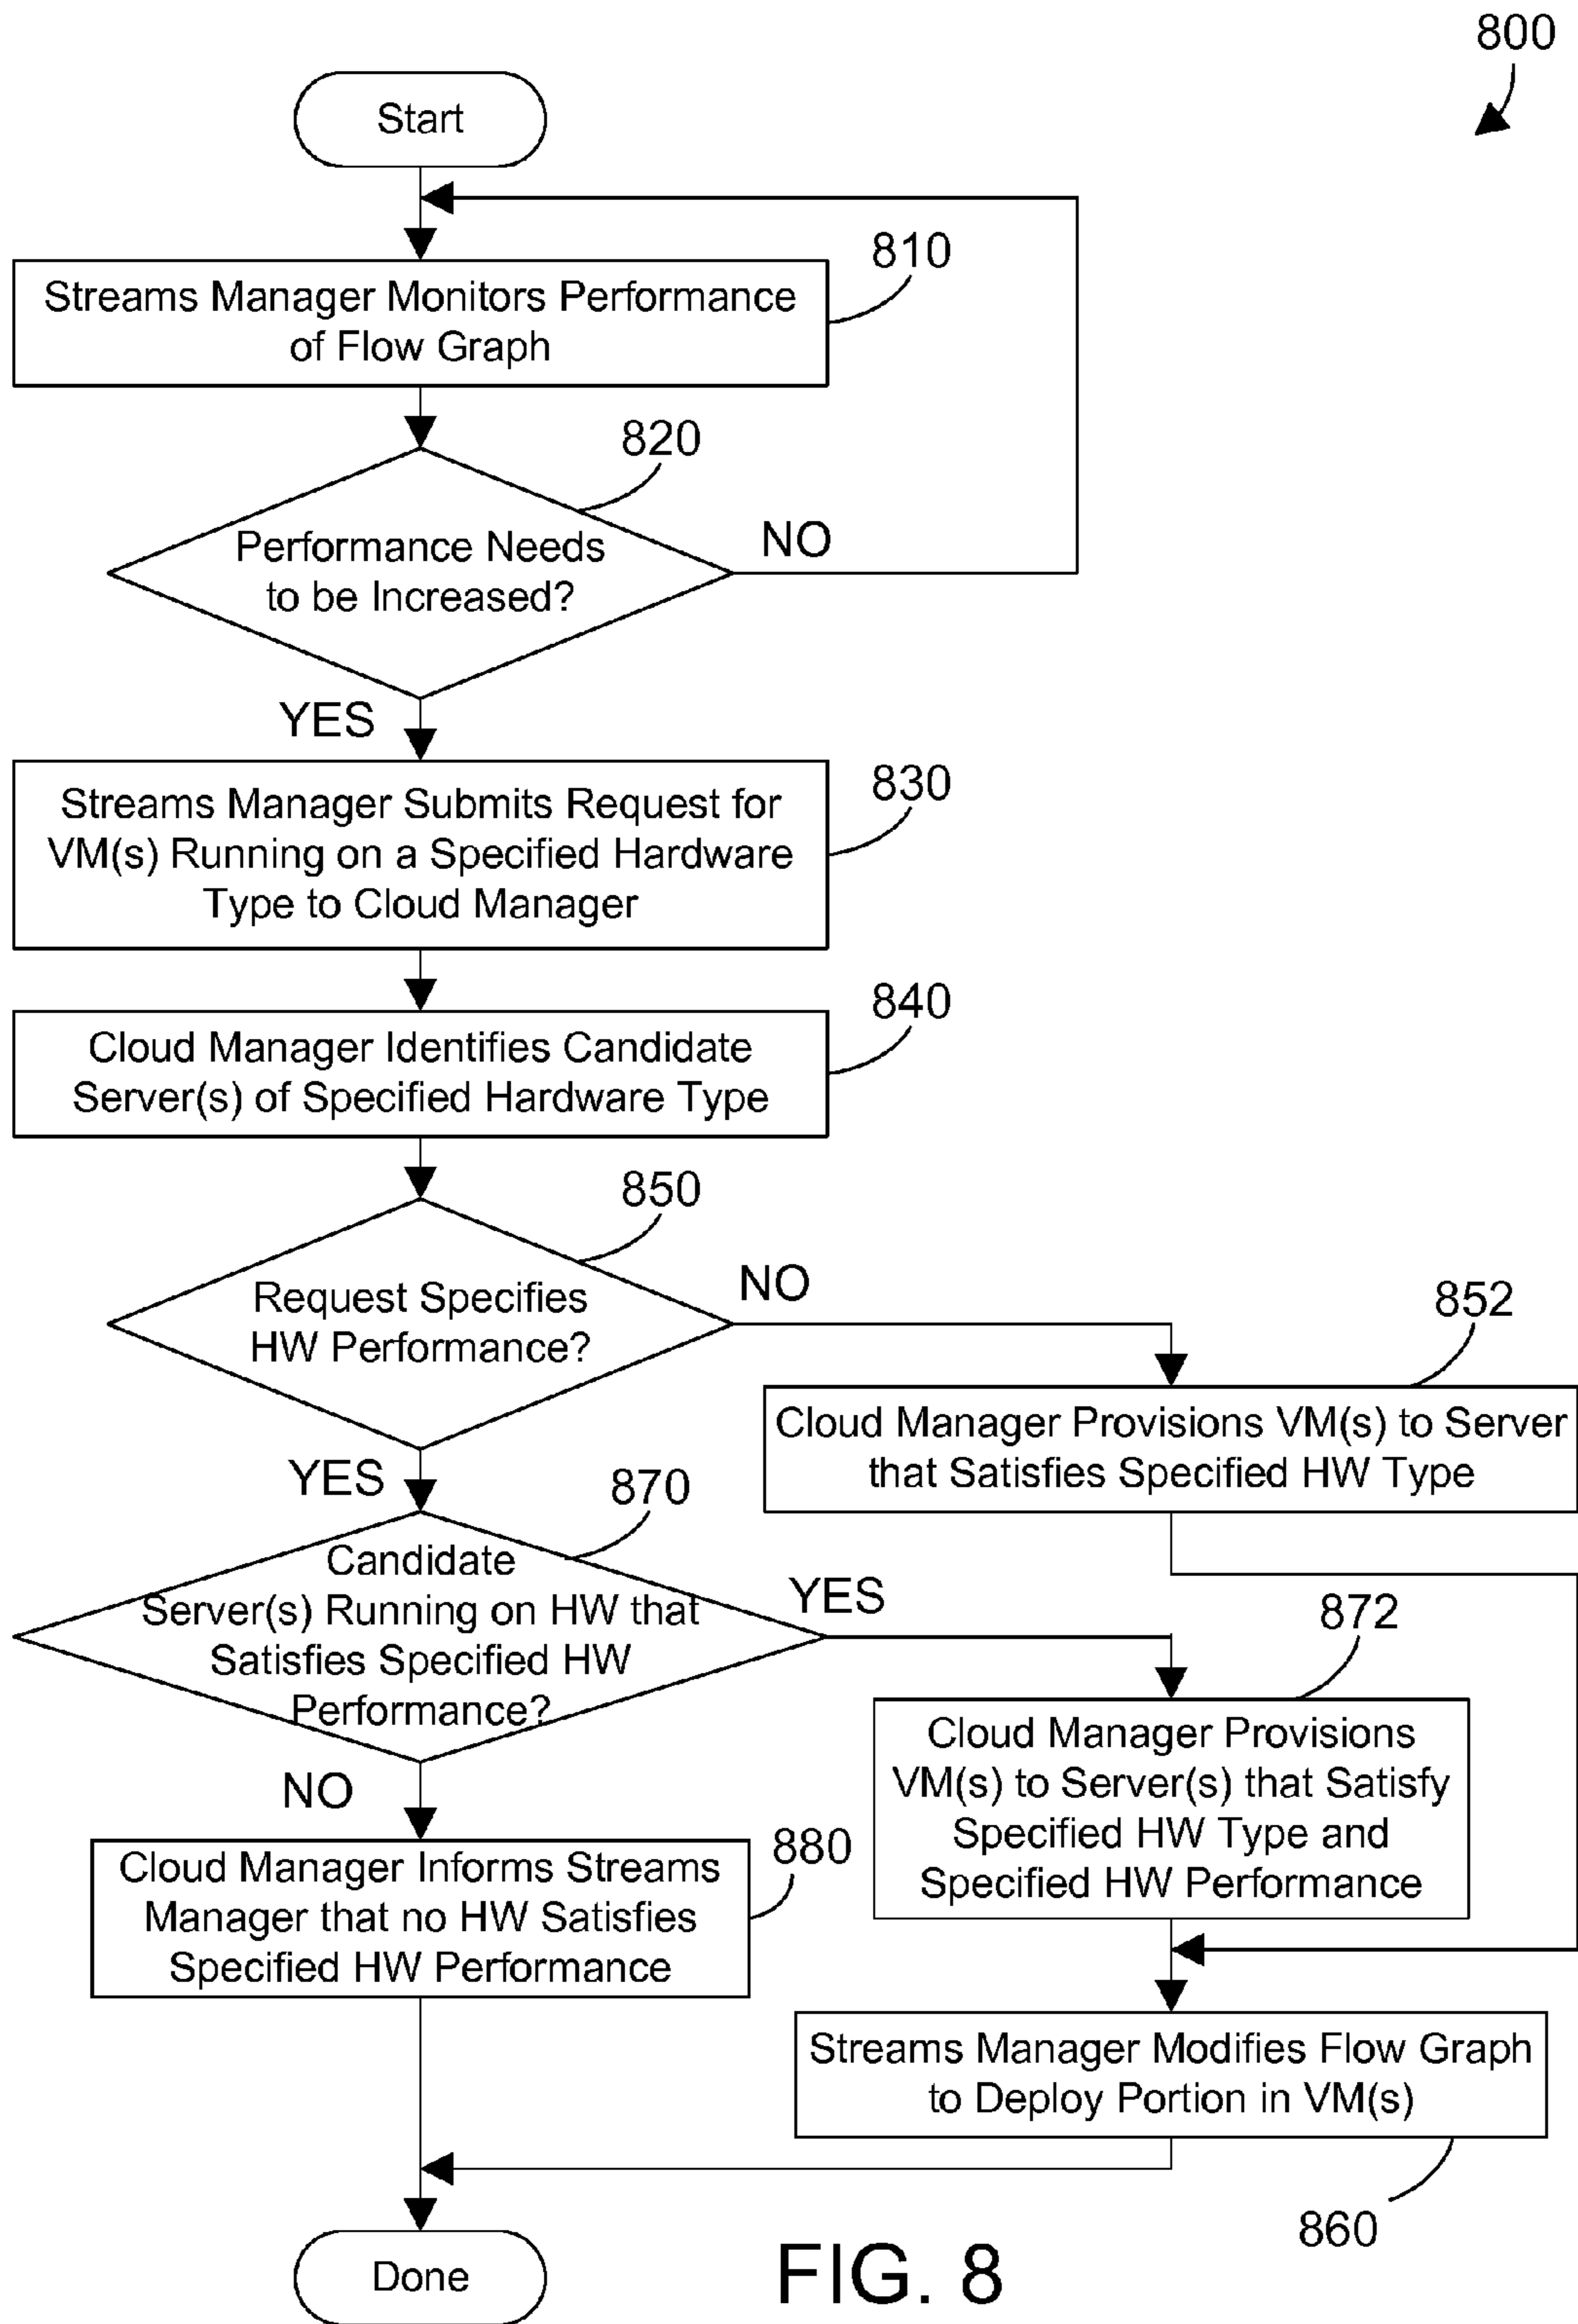 800
Start
810
Streams Manager Monitors Performance
of Flow Graph
820
Performance Needs
to be Increased?
NO
YES
830
Streams Manager Submits Request for
VM(s) Running on a Specified Hardware
Type to Cloud Manager
840
Cloud Manager Identifies Candidate
Server(s) of Specified Hardware Type
850
Request Specifies
HW Performance?
NO
852
Cloud Manager Provisions VM(s) to Server
that Satisfies Specified HW Type
YES
870
Candidate
Server(s) Running on HW that
Satisfies Specified HW
Performance?
YES
872
Cloud Manager Provisions
VM(s) to Server(s) that Satisfy
Specified HW Type and
Specified HW Performance
NO
880
Cloud Manager Informs Streams
Manager that no HW Satisfies
Specified HW Performance
Streams Manager Modifies Flow Graph
to Deploy Portion in VM(s)
860
Done
FIG. 8